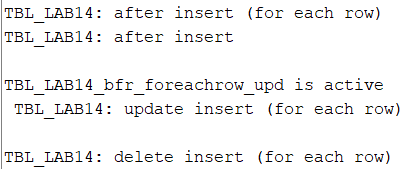 TBL_LAB14: after insert (for each row)
TBL_LAB14: after insert
TBL_LAB14_bfr_foreachrow_upd is active
TBL_LAB14: update insert (for each row)
TBL_LAB14: delete insert (for each row)